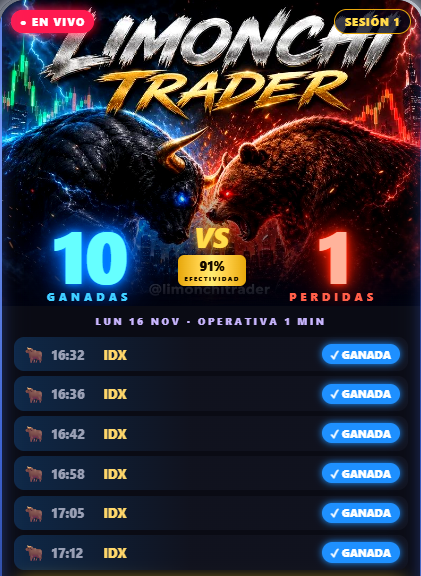 • EN VIVO
SESIÓN 1
LIMONCHI
TRADER
VS
10
1
91%
EFECTIVIDAD
GANADAS
PERDIDAS
@limonchitrader
LUN 16 NOV - OPERATIVA 1 MIN
16:32 IDX ✓ GANADA
16:36 IDX ✓ GANADA
16:42 IDX ✓ GANADA
16:58 IDX ✓ GANADA
17:05 IDX ✓ GANADA
17:12 IDX ✓ GANADA